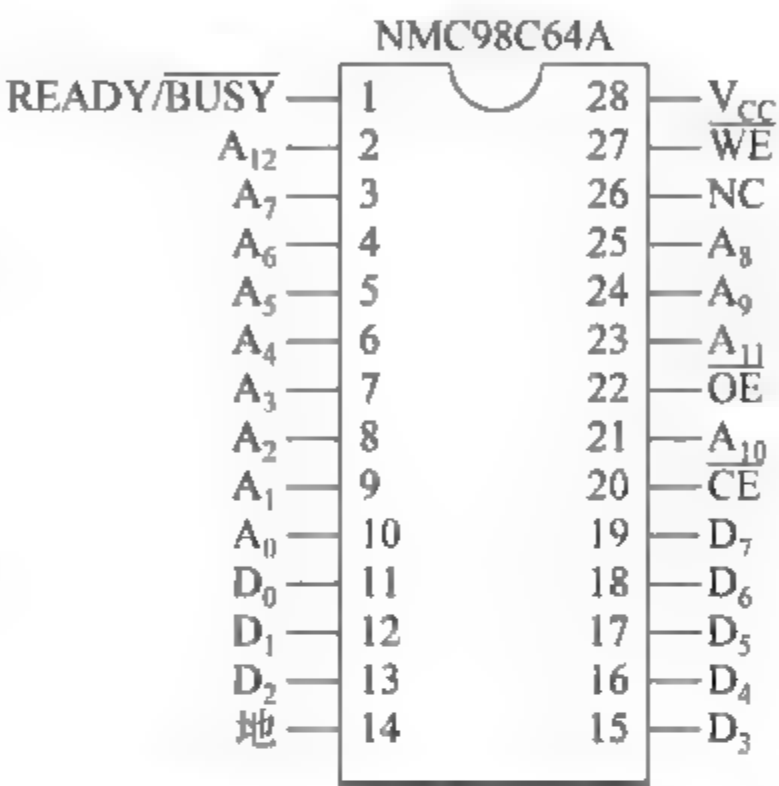 NMC98C64A
READY/BUSY 1 28 VCC
A12 2 27 WE
A7 3 26 NC
A6 4 25 A8
A5 5 24 A9
A4 6 23 A11
A3 7 22 OE
A2 8 21 A10
A1 9 20 CE
A0 10 19 D7
D0 11 18 D6
D1 12 17 D5
D2 13 16 D4
地 14 15 D3